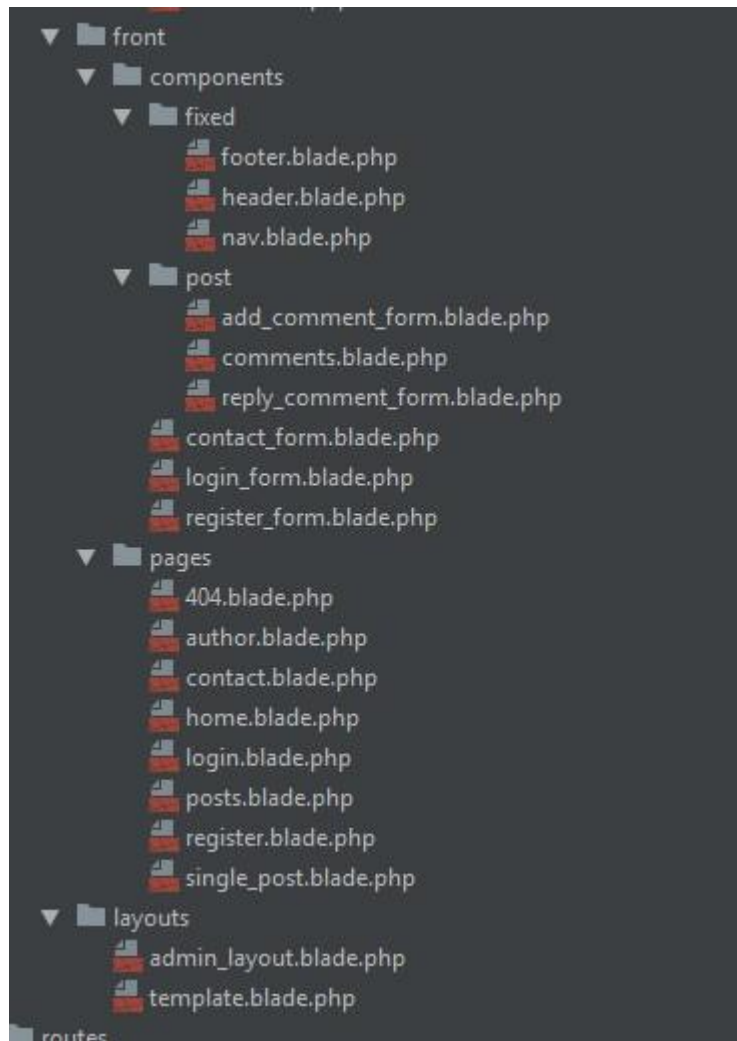 front
components
fixed
footer.blade.php
header.blade.php
nav.blade.php
post
add_comment_form.blade.php
comments.blade.php
reply_comment_form.blade.php
contact_form.blade.php
login_form.blade.php
register_form.blade.php
pages
404.blade.php
author.blade.php
contact.blade.php
home.blade.php
login.blade.php
posts.blade.php
register.blade.php
single_post.blade.php
layouts
admin_layout.blade.php
template.blade.php
routes